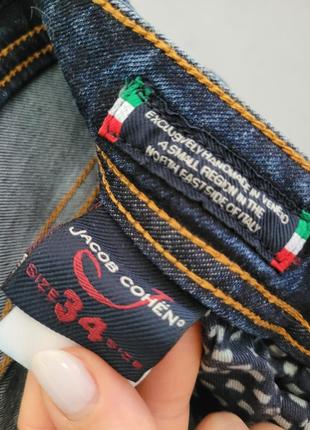 EXCLUSIVELY HANDMADE IN VENETO
A SMALL REGION IN THE
NORTH EAST SIDE OF ITALY
JACOB COHËN®
SIZE 34 SIZE